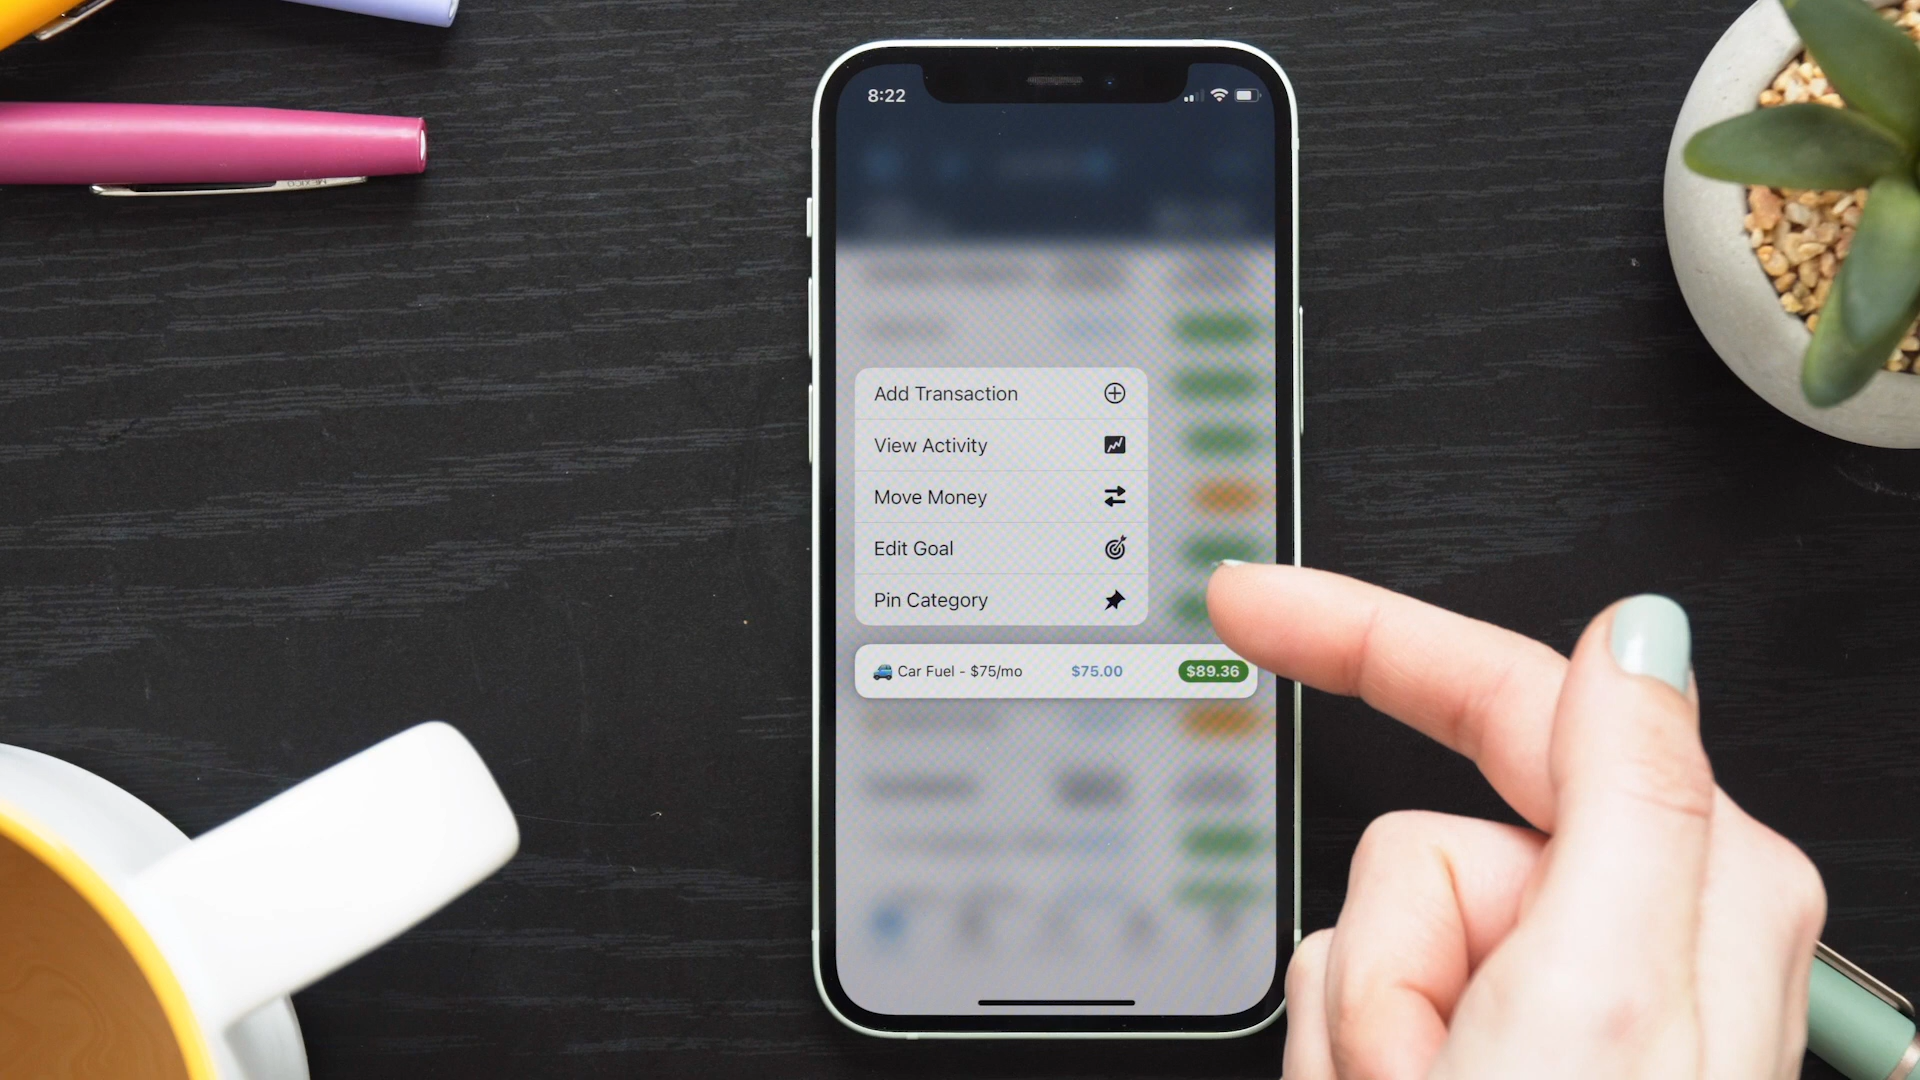 8:22
Add Transaction
View Activity
Move Money
Edit Goal
Pin Category
Car Fuel - $75/mo $75.00 $89.36
MEXICO